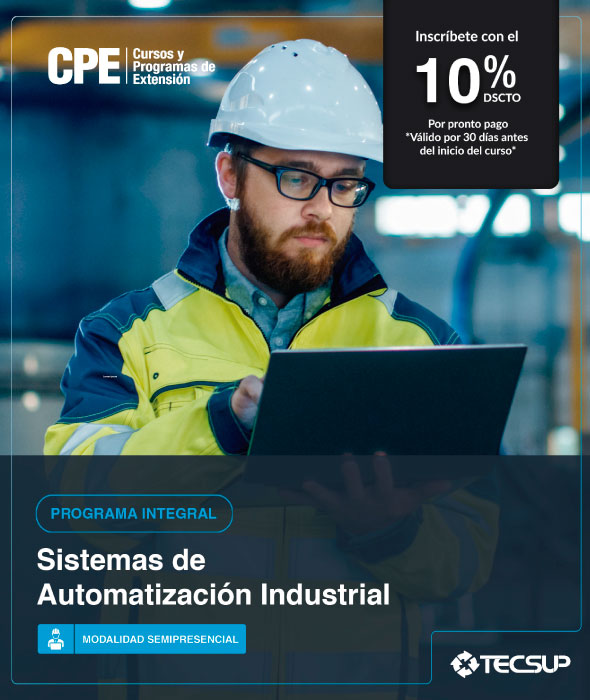 CPE
Cursos y
Programas de
Extensión
Inscríbete con el
10%
DSCTO
Por pronto pago
*Válido por 30 días antes
del inicio del curso*
PROGRAMA INTEGRAL
Sistemas de
Automatización Industrial
MODALIDAD SEMIPRESENCIAL
TECSUP